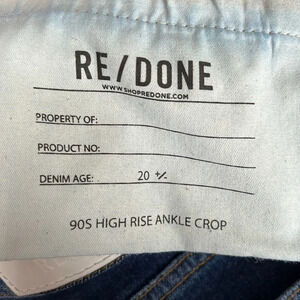 RE/DONE
WWW.SHOPREDONE.COM
PROPERTY OF:
PRODUCT NO:
DENIM AGE: 20 +/-
90S HIGH RISE ANKLE CROP